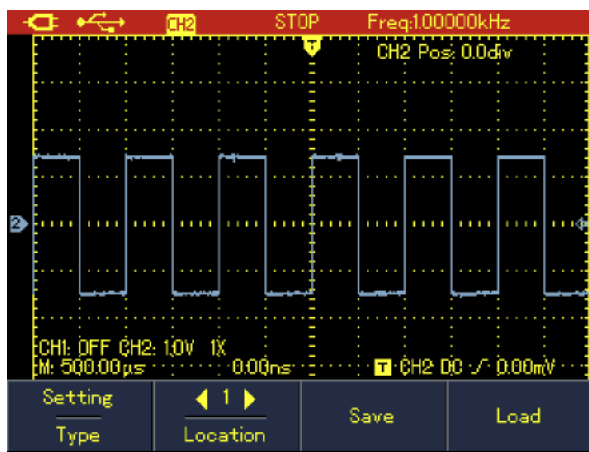 CH2 STOP Freq:1.00000kHz
T
CH2 Pos: 0.0div
2
CH1: OFF CH2: 1.0V 1X
M: 500.00µs 0.00ns T CH2 DC 0.00mV
Setting 1 Save Load
Type Location